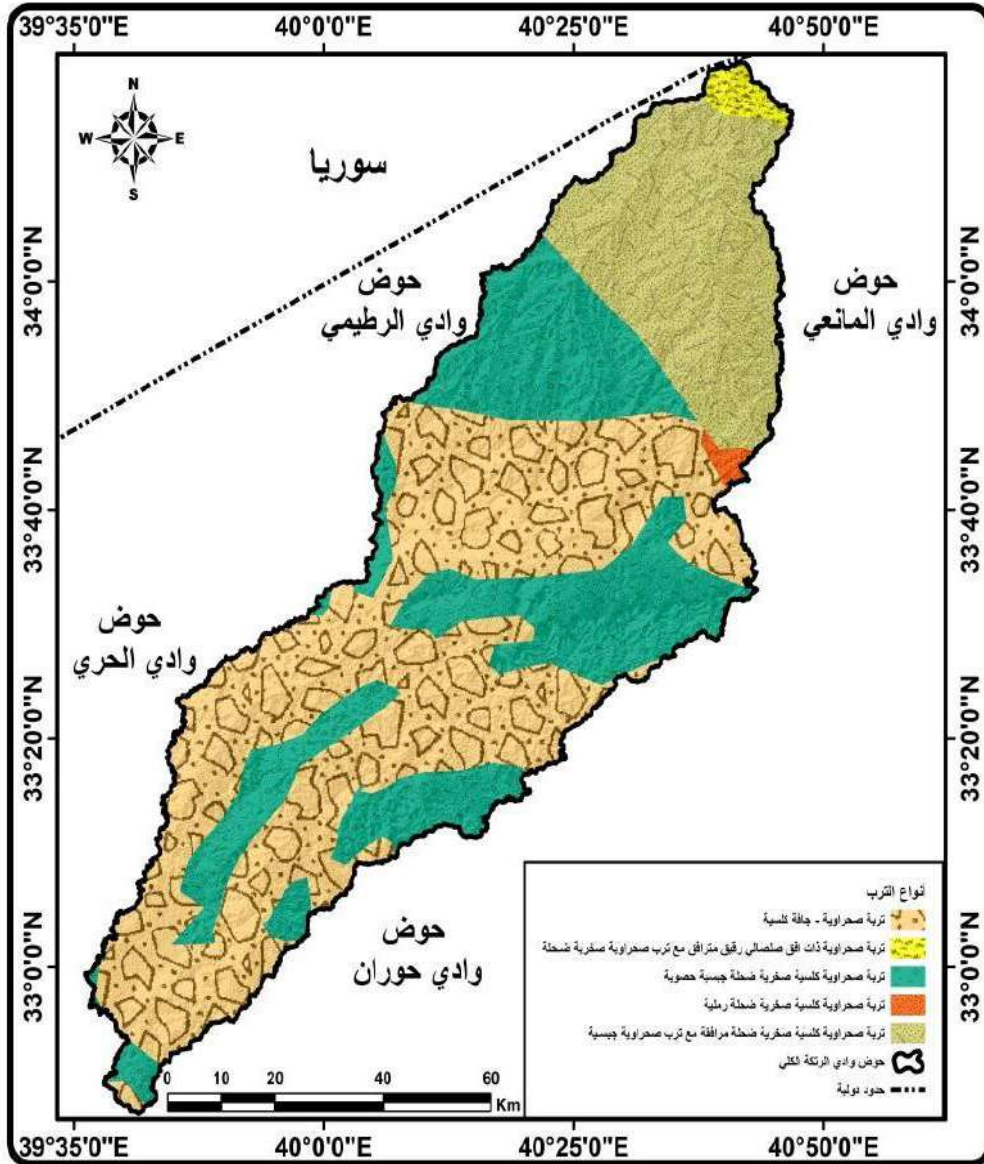 39°35'0"E 40°0'0"E 40°25'0"E 40°50'0"E
N
W E
S
سوريا
34°0'0"N
34°0'0"N
حوض
وادي الرطيمي
حوض
وادي المانعي
33°40'0"N
33°40'0"N
حوض
وادي الحري
33°20'0"N
33°20'0"N
حوض
وادي حوران
33°0'0"N
33°0'0"N
أنواع الترب
تربة صحراوية - جافة كلسية
تربة صحراوية ذات افق صلصالي رقيق مترافق مع ترب صحراوية صخرية ضحلة
تربة صحراوية كلسية صخرية ضحلة جبسية حصوية
تربة صحراوية كلسية صخرية ضحلة رملية
تربة صحراوية كلسية صخرية ضحلة مرافقة مع ترب صحراوية جبسية
حوض وادي الرتكة الكلي
حدود دولية
0 10 20 40 60
Km
39°35'0"E 40°0'0"E 40°25'0"E 40°50'0"E